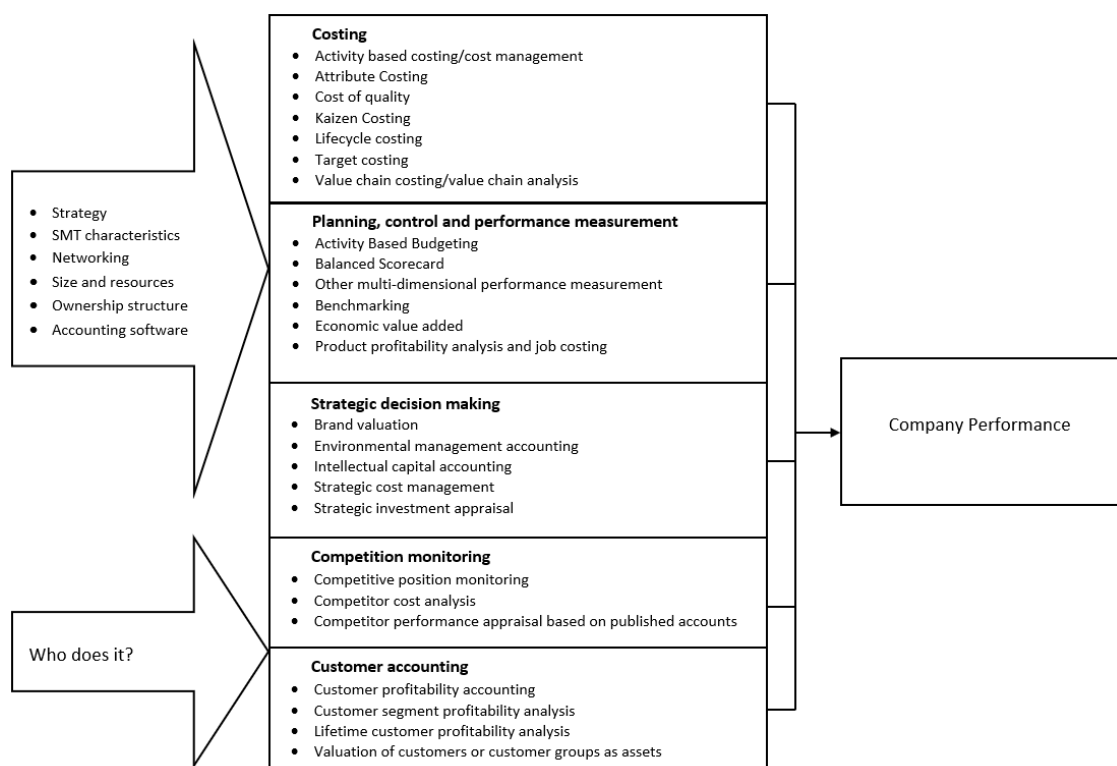 Costing
• Activity based costing/cost management
• Attribute Costing
• Cost of quality
• Kaizen Costing
• Lifecycle costing
• Target costing
• Value chain costing/value chain analysis
• Strategy
• SMT characteristics
• Networking
• Size and resources
• Ownership structure
• Accounting software
Planning, control and performance measurement
• Activity Based Budgeting
• Balanced Scorecard
• Other multi-dimensional performance measurement
• Benchmarking
• Economic value added
• Product profitability analysis and job costing
Strategic decision making
• Brand valuation
• Environmental management accounting
• Intellectual capital accounting
• Strategic cost management
• Strategic investment appraisal
Company Performance
Competition monitoring
• Competitive position monitoring
• Competitor cost analysis
• Competitor performance appraisal based on published accounts
Who does it?
Customer accounting
• Customer profitability accounting
• Customer segment profitability analysis
• Lifetime customer profitability analysis
• Valuation of customers or customer groups as assets